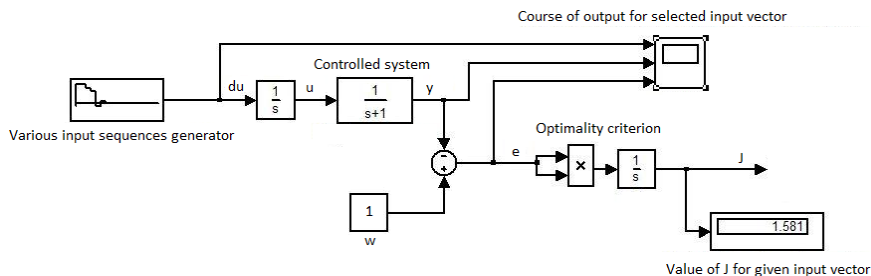 Course of output for selected input vector
Controlled system
du
1
s
u
1
s+1
y
Various input sequences generator
-
+
e
Optimality criterion
×
1
s
J
1
w
1.581
Value of J for given input vector